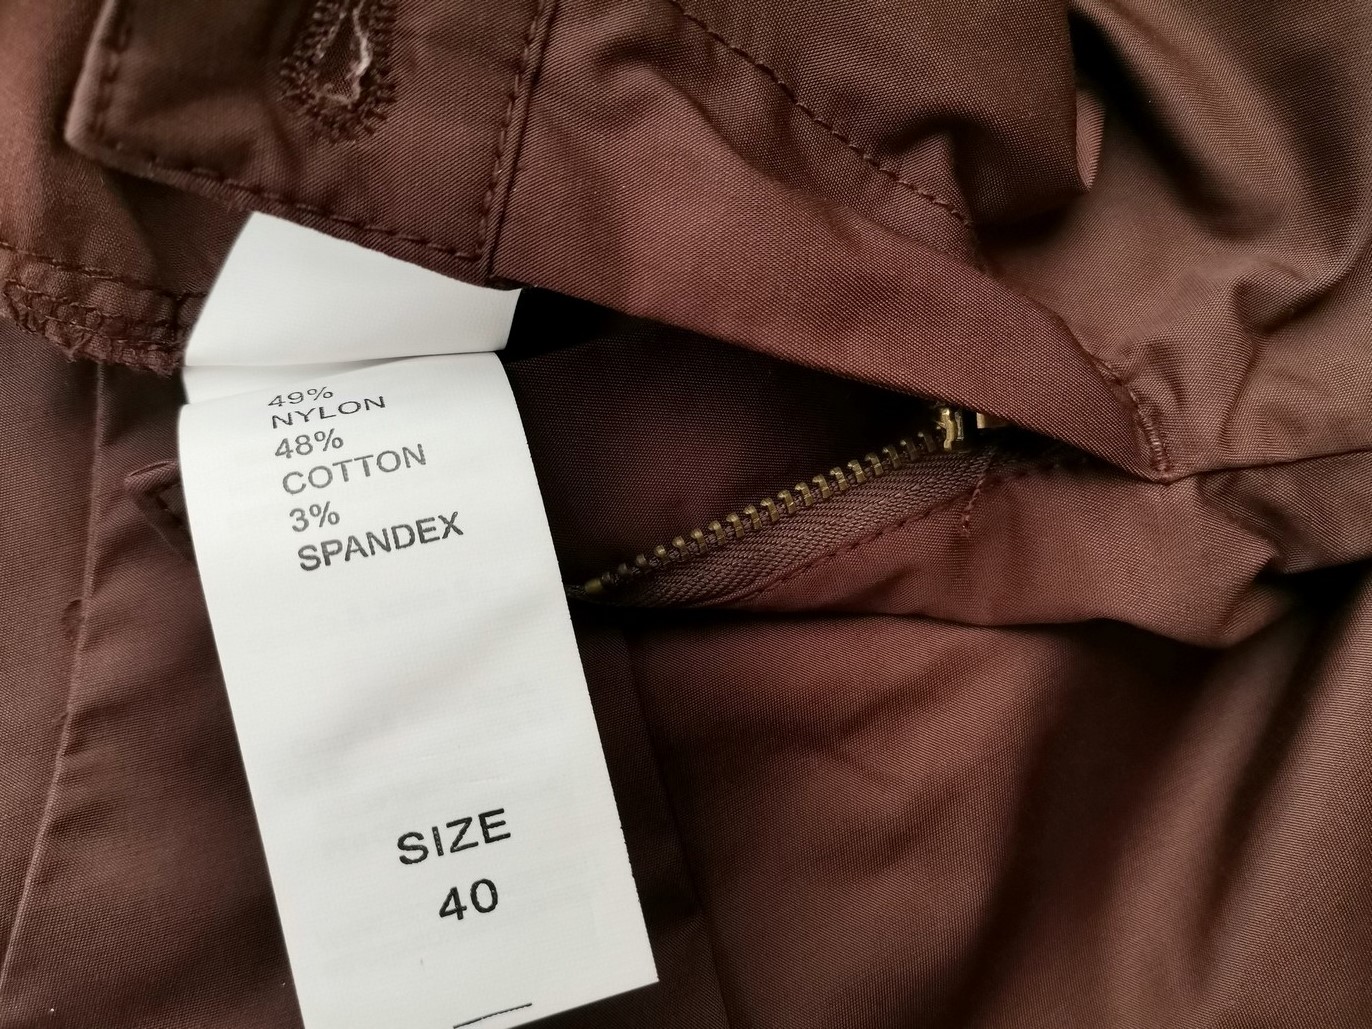 49%
NYLON
48%
COTTON
3%
SPANDEX
SIZE
40